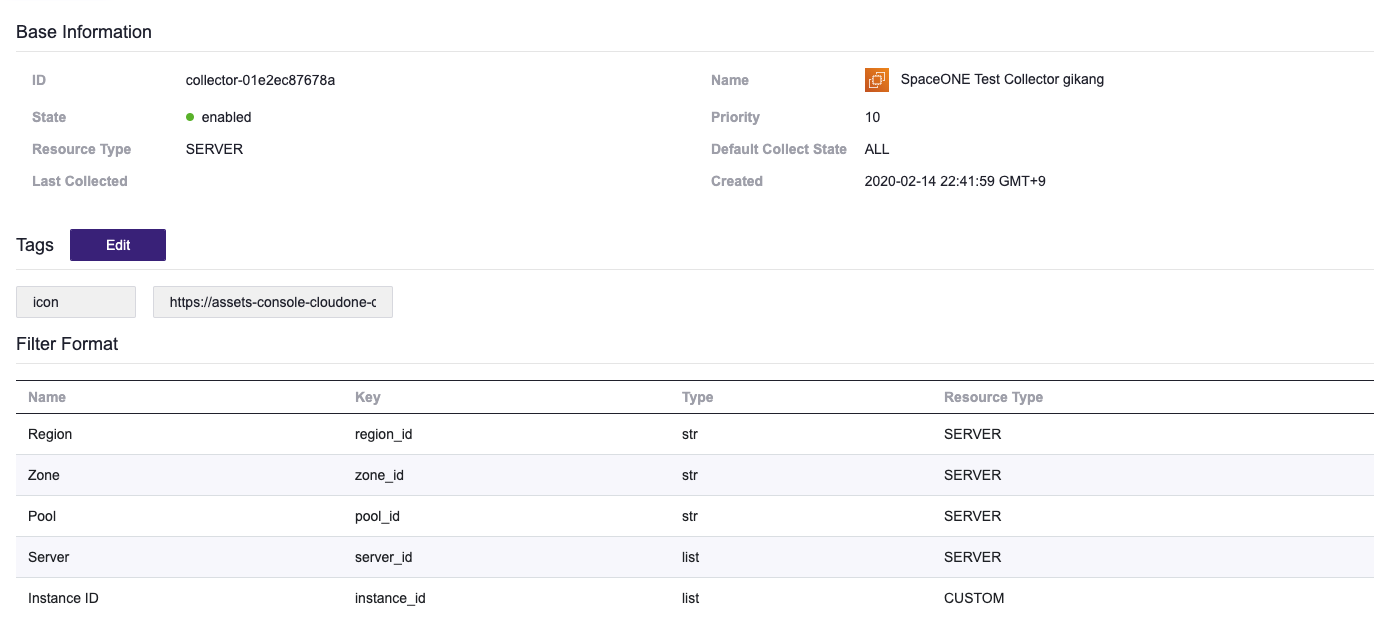 Base Information
ID collector-01e2ec87678a Name SpaceONE Test Collector gikang
State enabled Priority 10
Resource Type SERVER Default Collect State ALL
Last Collected Created 2020-02-14 22:41:59 GMT+9
Tags Edit
icon https://assets-console-cloudone-c
Filter Format
Name Key Type Resource Type
Region region_id str SERVER
Zone zone_id str SERVER
Pool pool_id str SERVER
Server server_id list SERVER
Instance ID instance_id list CUSTOM